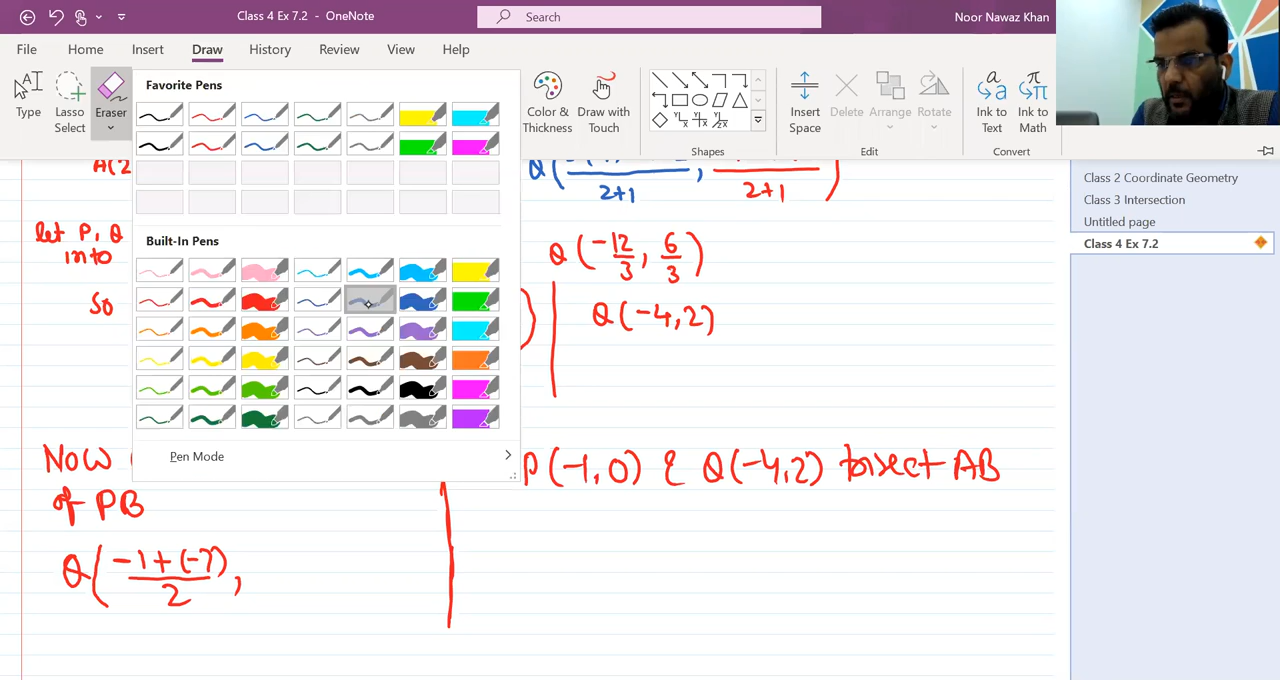 Class 4 Ex 7.2 - OneNote
Search
Noor Nawaz Khan
File Home Insert Draw History Review View Help
Type
Lasso Select
Eraser
Favorite Pens
Built-In Pens
Pen Mode
Color & Thickness
Draw with Touch
Shapes
Insert Space
Delete
Arrange
Rotate
Edit
Ink to Text
Ink to Math
Convert
Class 2 Coordinate Geometry
Class 3 Intersection
Untitled page
Class 4 Ex 7.2
A(2
2+1 , 2+1 )
let P, Q
into
Q(-12/3, 6/3)
So
Q(-4,2)
Now
P(-1,0) & Q(-4,2) trisect AB
of PB
Q(-1+(-7)/2,